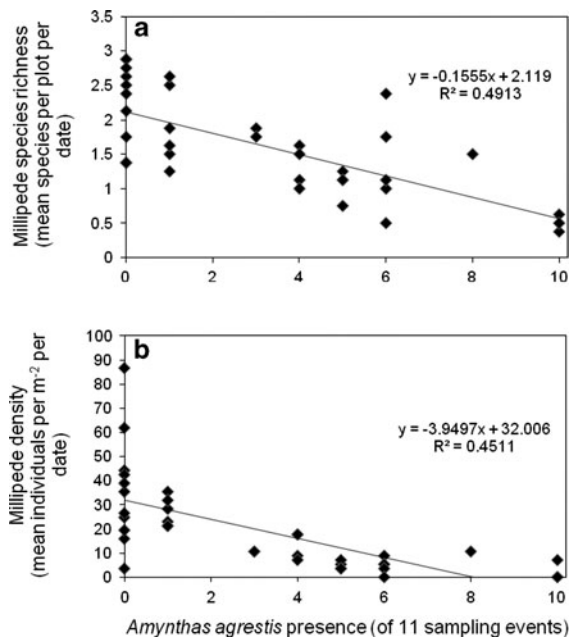 a
Millipede species richness
(mean species per plot per
date)
3.5
3
2.5
2
1.5
1
0.5
0
y = -0.1555x + 2.119
R² = 0.4913
0 2 4 6 8 10
b
Millipede density
(mean individuals per m⁻² per
date)
100
90
80
70
60
50
40
30
20
10
0
y = -3.9497x + 32.006
R² = 0.4511
0 2 4 6 8 10
Amynthas agrestis presence (of 11 sampling events)